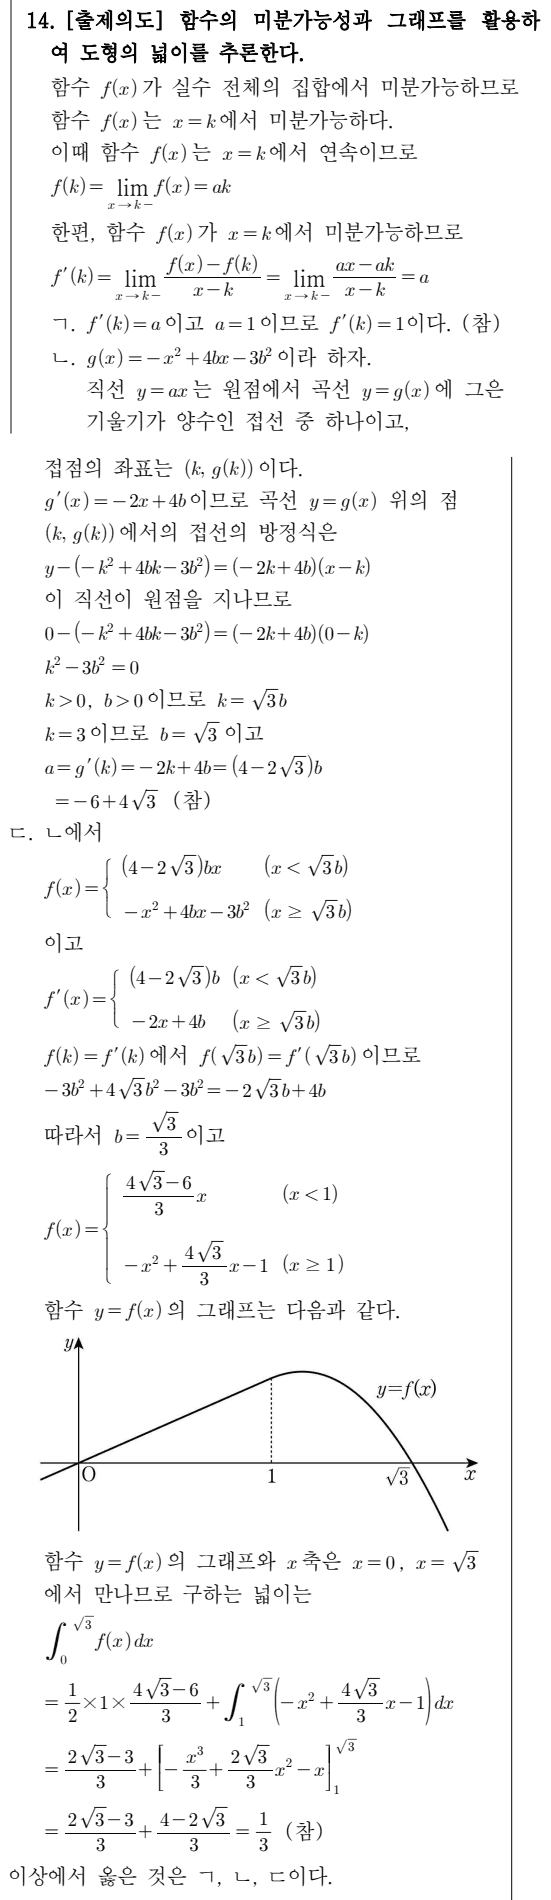 14. [출제의도] 함수의 미분가능성과 그래프를 활용하
여 도형의 넓이를 추론한다.
함수 f(x)가 실수 전체의 집합에서 미분가능하므로
함수 f(x)는 x=k에서 미분가능하다.
이때 함수 f(x)는 x=k에서 연속이므로
f(k)= lim_{x→k-} f(x)=ak
한편, 함수 f(x)가 x=k에서 미분가능하므로
f′(k)= lim_{x→k-} (f(x)-f(k))/(x-k) = lim_{x→k-} (ax-ak)/(x-k) = a
ㄱ. f′(k)=a이고 a=1이므로 f′(k)=1이다. (참)
ㄴ. g(x)=-x²+4bx-3b²이라 하자.
직선 y=ax는 원점에서 곡선 y=g(x)에 그은
기울기가 양수인 접선 중 하나이고,
접점의 좌표는 (k, g(k))이다.
g′(x)=-2x+4b이므로 곡선 y=g(x) 위의 점
(k, g(k))에서의 접선의 방정식은
y-(-k²+4bk-3b²)=(-2k+4b)(x-k)
이 직선이 원점을 지나므로
0-(-k²+4bk-3b²)=(-2k+4b)(0-k)
k²-3b²=0
k>0, b>0이므로 k=√3b
k=3이므로 b=√3이고
a=g′(k)=-2k+4b=(4-2√3)b
=-6+4√3 (참)
ㄷ. ㄴ에서
f(x)={ (4-2√3)bx (x<√3b)
-x²+4bx-3b² (x≥√3b)
이고
f′(x)={ (4-2√3)b (x<√3b)
-2x+4b (x≥√3b)
f(k)=f′(k)에서 f(√3b)=f′(√3b)이므로
-3b²+4√3b²-3b²=-2√3b+4b
따라서 b=√3/3이고
f(x)={ (4√3-6)/3 x (x<1)
-x²+(4√3)/3 x-1 (x≥1)
함수 y=f(x)의 그래프는 다음과 같다.
y
y=f(x)
O 1 √3 x
함수 y=f(x)의 그래프와 x축은 x=0, x=√3
에서 만나므로 구하는 넓이는
∫_0^{√3} f(x)dx
=1/2×1×(4√3-6)/3+∫_1^{√3}(-x²+(4√3)/3 x-1)dx
=(2√3-3)/3+[-x³/3+(2√3)/3 x²-x]_1^{√3}
=(2√3-3)/3+(4-2√3)/3=1/3 (참)
이상에서 옳은 것은 ㄱ, ㄴ, ㄷ이다.